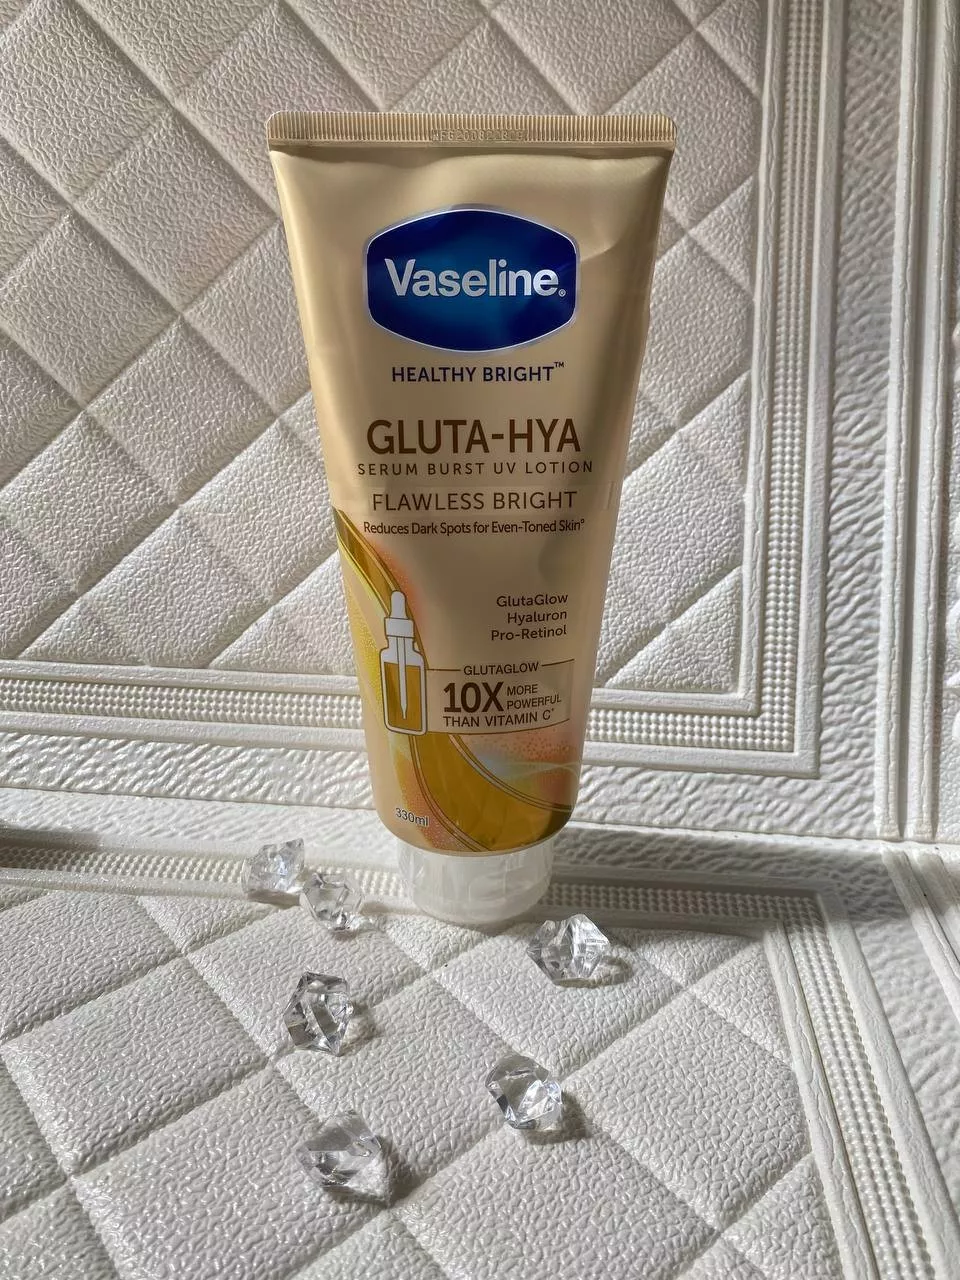 Vaseline®
HEALTHY BRIGHT™
GLUTA-HYA
SERUM BURST UV LOTION
FLAWLESS BRIGHT
Reduces Dark Spots for Even-Toned Skin°
GlutaGlow
Hyaluron
Pro-Retinol
GLUTAGLOW
10X MORE
POWERFUL
THAN VITAMIN C*
330ml